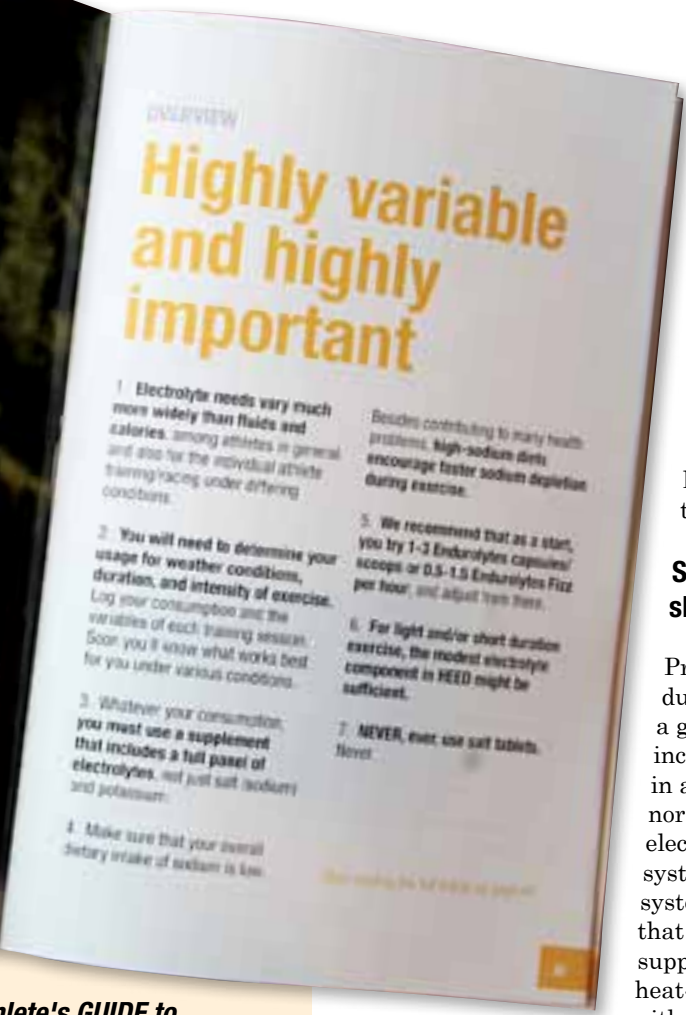 OVERVIEW
Highly variable
and highly
important
1. Electrolyte needs vary much
more widely than fluids and
calories, among athletes in general
and also for the individual athlete
training/racing under differing
conditions.
2. You will need to determine your
usage for weather conditions,
duration, and intensity of exercise.
Log your consumption and the
variables of each training session.
Soon you'll know what works best
for you under various conditions.
3. Whatever your consumption,
you must use a supplement
that includes a full panel of
electrolytes, not just salt (sodium)
and potassium.
4. Make sure that your overall
dietary intake of sodium is low.
Besides contributing to many health
problems, high-sodium diets
encourage faster sodium depletion
during exercise.
5. We recommend that as a start,
you try 1-3 Endurolytes capsules/
scoops or 0.5-1.5 Endurolytes Fizz
per hour, and adjust from there.
6. For light and/or short duration
exercise, the modest electrolyte
component in HEED might be
sufficient.
7. NEVER, ever, use salt tablets.
Never.
hlete's GUIDE to
t
S
sl
Pr
du
a g
inc
in a
nor
elec
syst
syste
that
supp
heat